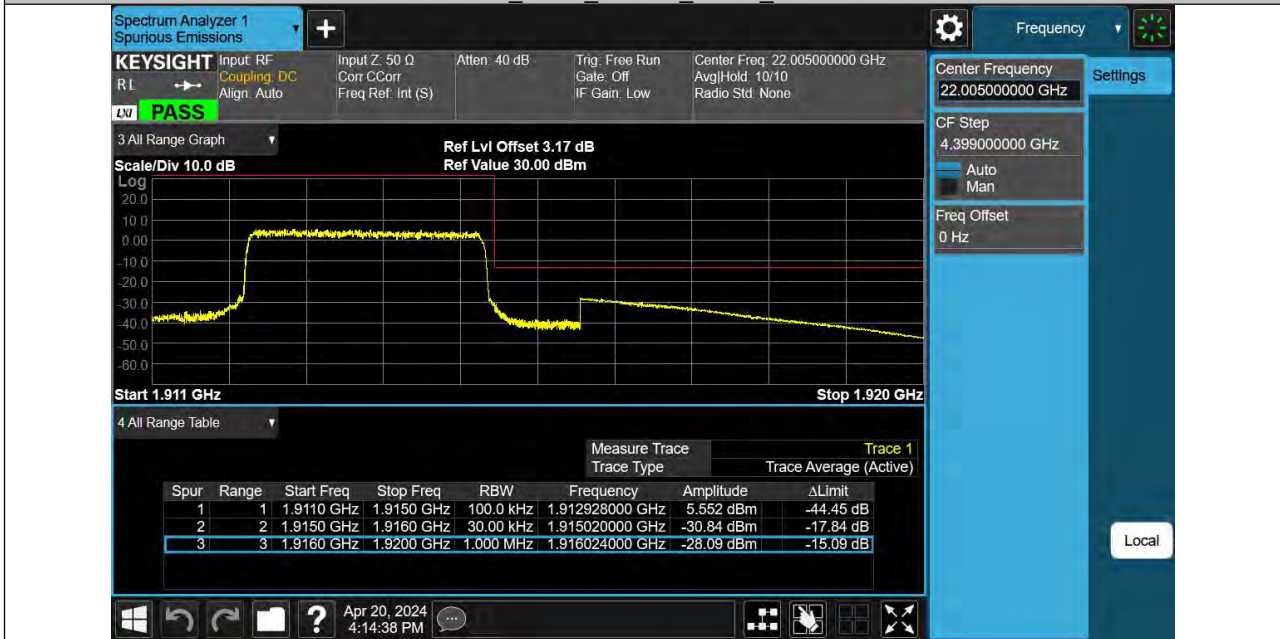 Spectrum Analyzer 1
Spurious Emissions
Frequency
KEYSIGHT
RL
LXI PASS
Input: RF
Coupling: DC
Align: Auto
Input Z: 50 Ω
Corr CCorr
Freq Ref: Int (S)
Atten: 40 dB
Trig: Free Run
Gate: Off
IF Gain: Low
Center Freq: 22.005000000 GHz
Avg|Hold: 10/10
Radio Std: None
Center Frequency
22.005000000 GHz
Settings
CF Step
4.399000000 GHz
Auto
Man
Freq Offset
0 Hz
3 All Range Graph
Scale/Div 10.0 dB
Ref Lvl Offset 3.17 dB
Ref Value 30.00 dBm
Log
20.0
10.0
0.00
-10.0
-20.0
-30.0
-40.0
-50.0
-60.0
Start 1.911 GHz Stop 1.920 GHz
4 All Range Table
Measure Trace Trace 1
Trace Type Trace Average (Active)
Spur Range Start Freq Stop Freq RBW Frequency Amplitude ΔLimit
1 1 1.9110 GHz 1.9150 GHz 100.0 kHz 1.912928000 GHz 5.552 dBm -44.45 dB
2 2 1.9150 GHz 1.9160 GHz 30.00 kHz 1.915020000 GHz -30.84 dBm -17.84 dB
3 3 1.9160 GHz 1.9200 GHz 1.000 MHz 1.916024000 GHz -28.09 dBm -15.09 dB
Local
Apr 20, 2024
4:14:38 PM